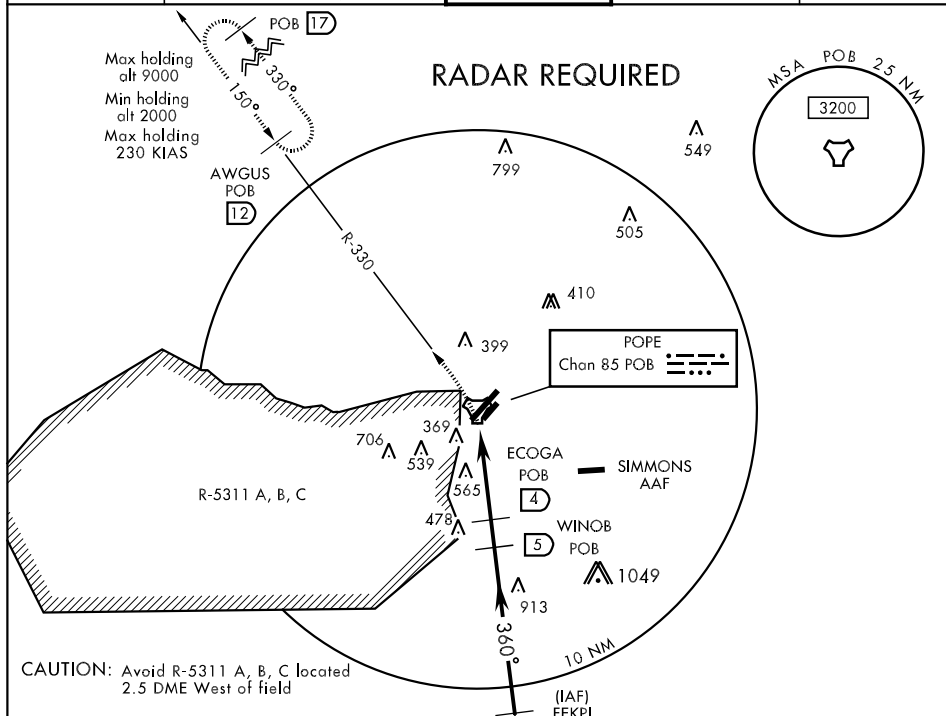 POB 17
Max holding
alt 9000
Min holding
alt 2000
Max holding
230 KIAS
330°
150°
RADAR REQUIRED
MSA POB 25 NM
3200
AWGUS
POB
12
R-330
799
549
505
410
399
POPE
Chan 85 POB
369
706
539
565
478
R-5311 A, B, C
ECOGA
POB
4
SIMMONS
AAF
5
WINOB
POB
1049
913
360°
10 NM
CAUTION: Avoid R-5311 A, B, C located
2.5 DME West of field
(IAF)